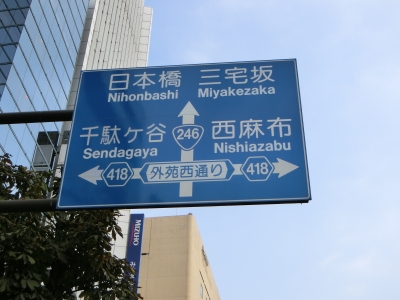 日本橋 三宅坂
Nihonbashi Miyakezaka
千駄ケ谷 246 西麻布
Sendagaya Nishiazabu
418 外苑西通り 418
MIZUHO